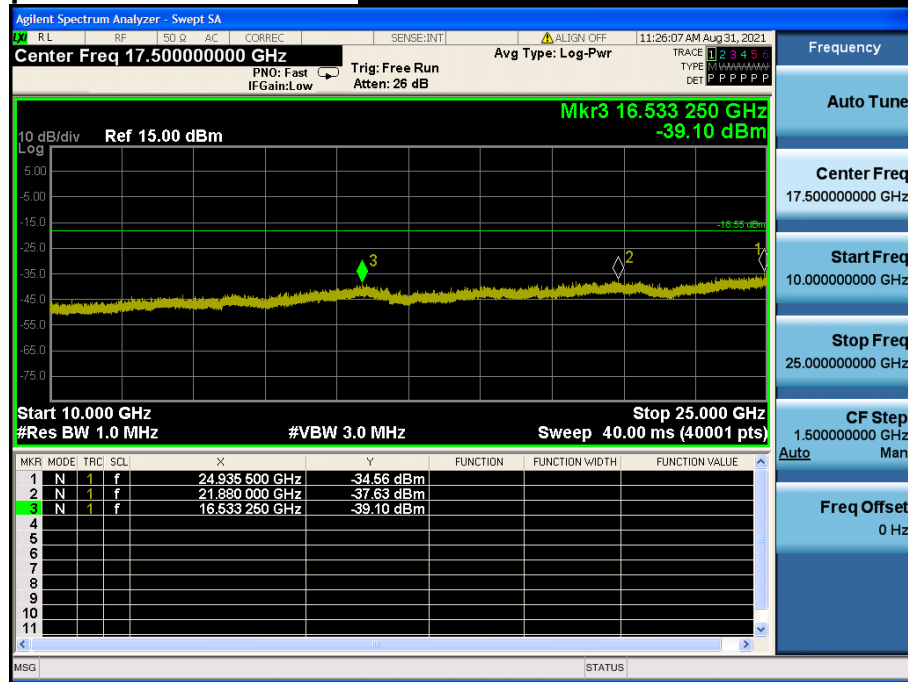 Agilent Spectrum Analyzer - Swept SA
LXI RL RF 50 Ω AC CORREC SENSE:INT ALIGN OFF 11:26:07 AM Aug 31, 2021
Center Freq 17.500000000 GHz
PNO: Fast
IFGain:Low
Trig: Free Run
Atten: 26 dB
Avg Type: Log-Pwr
TRACE 1 2 3 4 5 6
TYPE M WWWWW
DET P P P P P P
Mkr3 16.533 250 GHz
-39.10 dBm
10 dB/div Ref 15.00 dBm
Log
5.00
-5.00
-15.0
-18.55 dBm
-25.0
-35.0
-45.0
-55.0
-65.0
-75.0
3
2
1
Start 10.000 GHz Stop 25.000 GHz
#Res BW 1.0 MHz #VBW 3.0 MHz Sweep 40.00 ms (40001 pts)
MKR MODE TRC SCL X Y FUNCTION FUNCTION WIDTH FUNCTION VALUE
1 N 1 f 24.935 500 GHz -34.56 dBm
2 N 1 f 21.880 000 GHz -37.63 dBm
3 N 1 f 16.533 250 GHz -39.10 dBm
4
5
6
7
8
9
10
11
MSG STATUS
Frequency
Auto Tune
Center Freq
17.500000000 GHz
Start Freq
10.000000000 GHz
Stop Freq
25.000000000 GHz
CF Step
1.500000000 GHz
Auto Man
Freq Offset
0 Hz